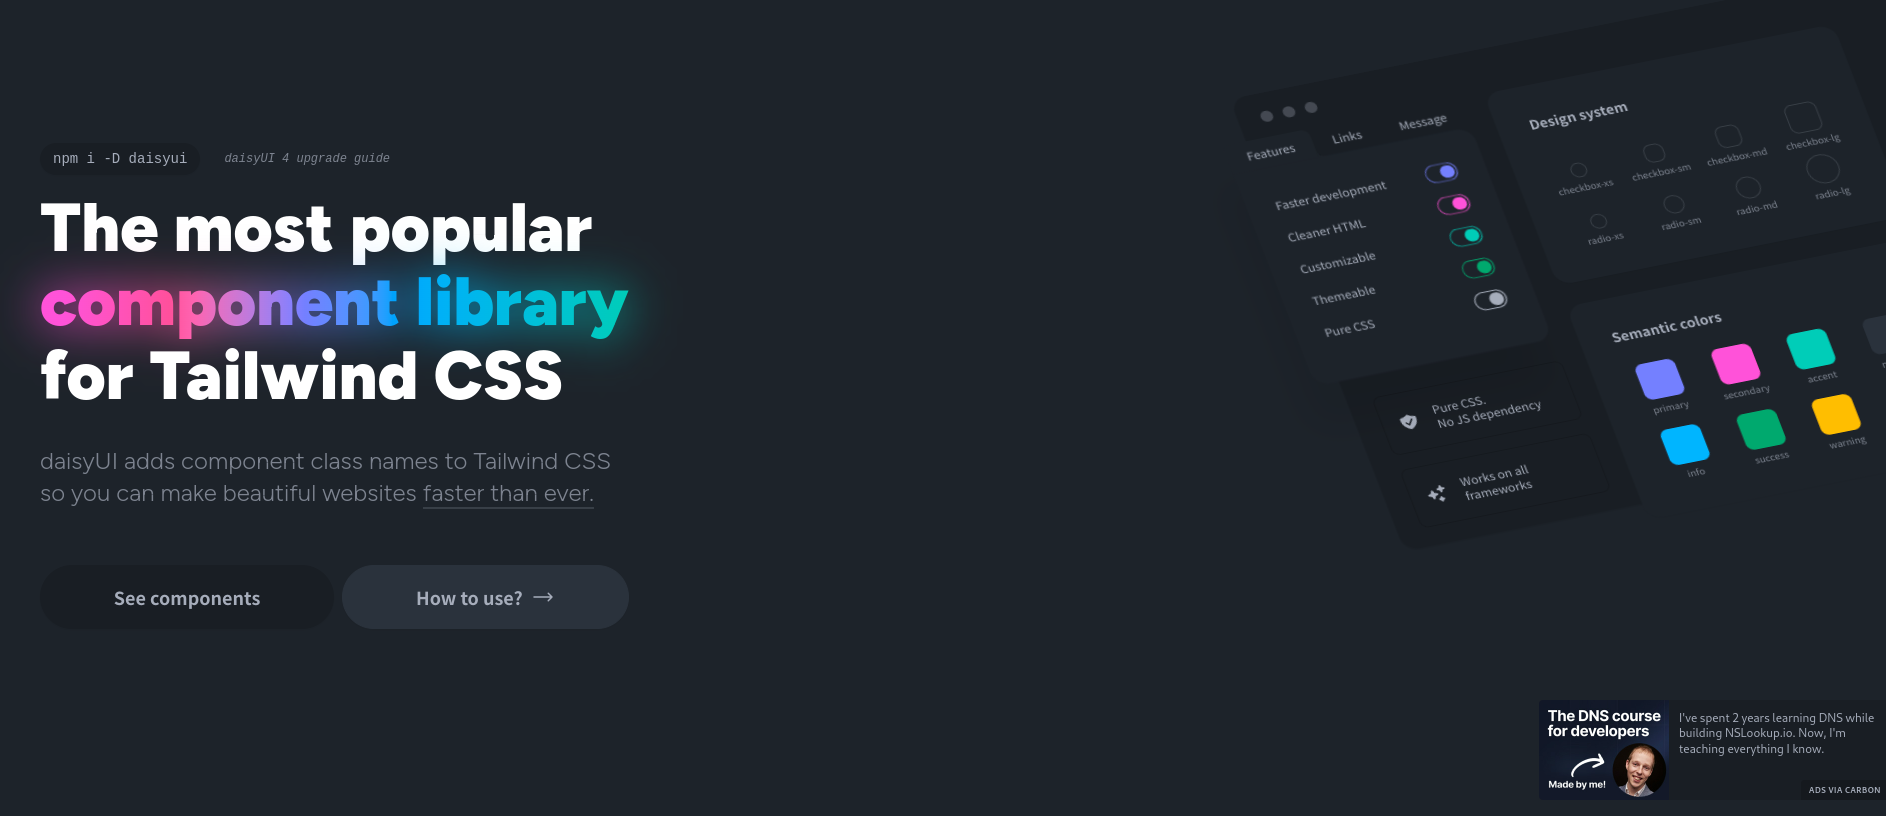 npm i -D daisyui
daisyUI 4 upgrade guide
The most popular
component library
for Tailwind CSS
daisyUI adds component class names to Tailwind CSS
so you can make beautiful websites faster than ever.
See components
How to use? →
Features
Links
Message
Faster development
Cleaner HTML
Customizable
Themeable
Pure CSS
Pure CSS.
No JS dependency
Works on all
frameworks
Design system
checkbox-xs
checkbox-sm
checkbox-md
checkbox-lg
radio-xs
radio-sm
radio-md
radio-lg
Semantic colors
primary
secondary
accent
info
success
warning
The DNS course
for developers
Made by me!
I've spent 2 years learning DNS while
building NSLookup.io. Now, I'm
teaching everything I know.
ADS VIA CARBON